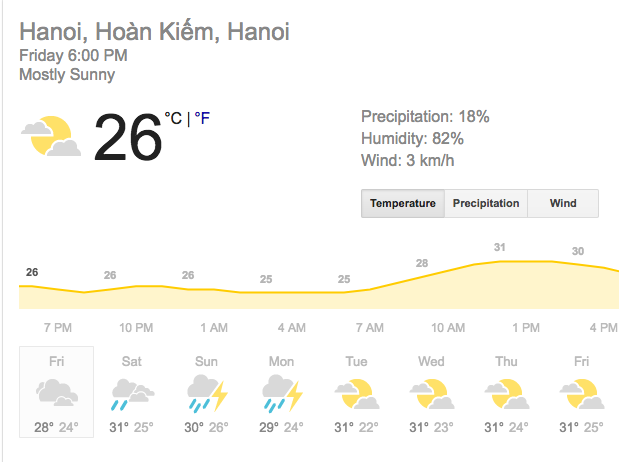 Hanoi, Hoàn Kiếm, Hanoi
Friday 6:00 PM
Mostly Sunny
26 °C | °F
Precipitation: 18%
Humidity: 82%
Wind: 3 km/h
Temperature Precipitation Wind
26 26 26 25 25 28 31 30
7 PM 10 PM 1 AM 4 AM 7 AM 10 AM 1 PM 4 PM
Fri Sat Sun Mon Tue Wed Thu Fri
28° 24° 31° 25° 30° 26° 29° 24° 31° 22° 31° 23° 31° 24° 31° 25°